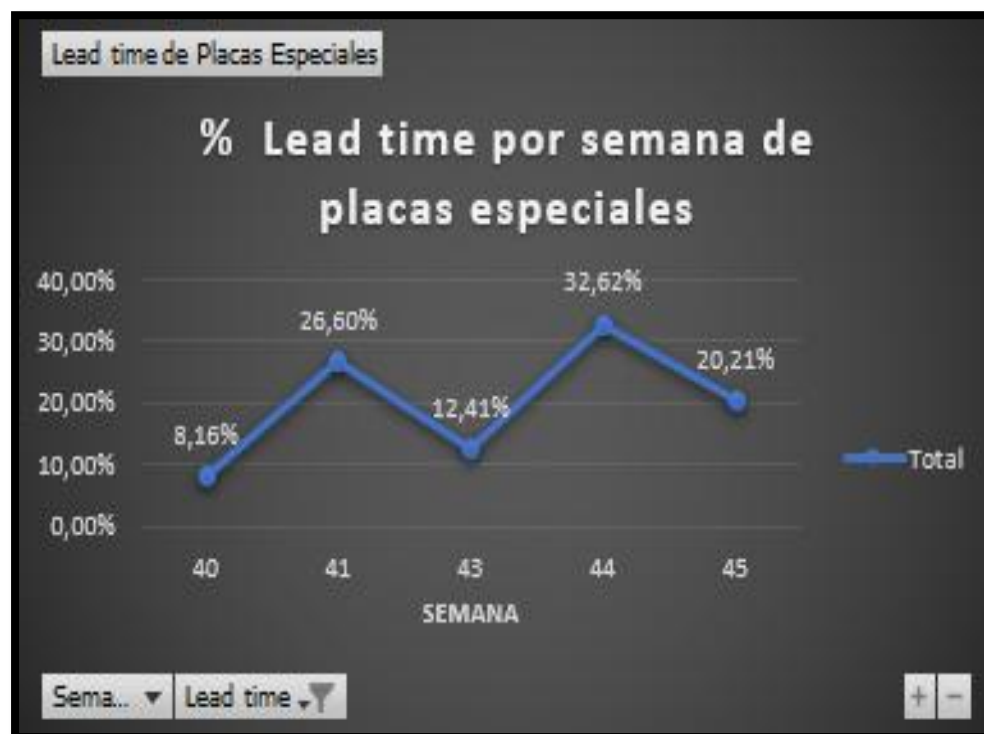 Lead time de Placas Especiales
% Lead time por semana de
placas especiales
40,00%
30,00%
20,00%
10,00%
0,00%
8,16%
26,60%
12,41%
32,62%
20,21%
Total
40 41 43 44 45
SEMANA
Sema... Lead time
+ -